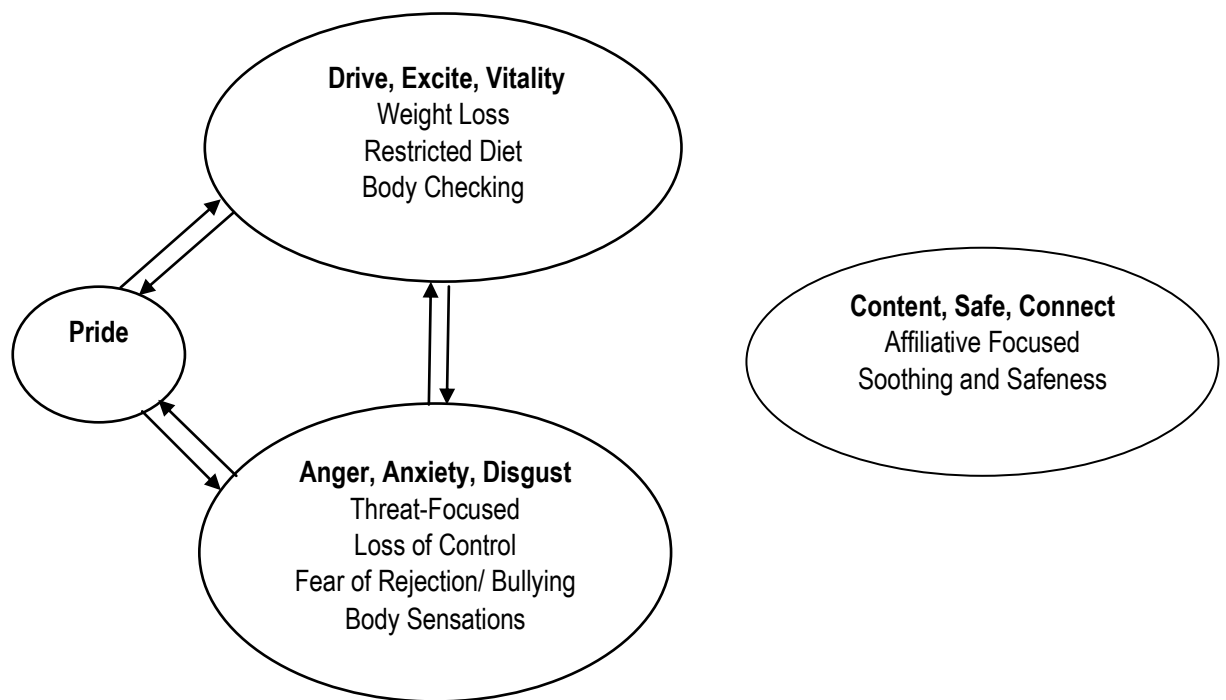 Drive, Excite, Vitality
Weight Loss
Restricted Diet
Body Checking
Pride
Content, Safe, Connect
Affiliative Focused
Soothing and Safeness
Anger, Anxiety, Disgust
Threat-Focused
Loss of Control
Fear of Rejection/ Bullying
Body Sensations